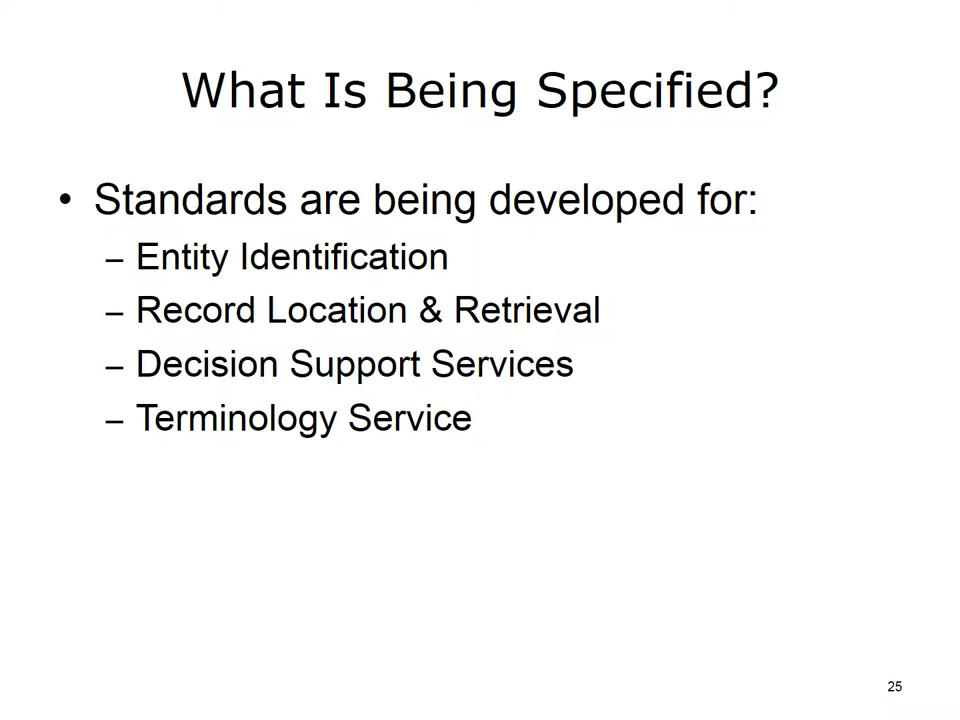 What Is Being Specified?
• Standards are being developed for:
– Entity Identification
– Record Location & Retrieval
– Decision Support Services
– Terminology Service
25